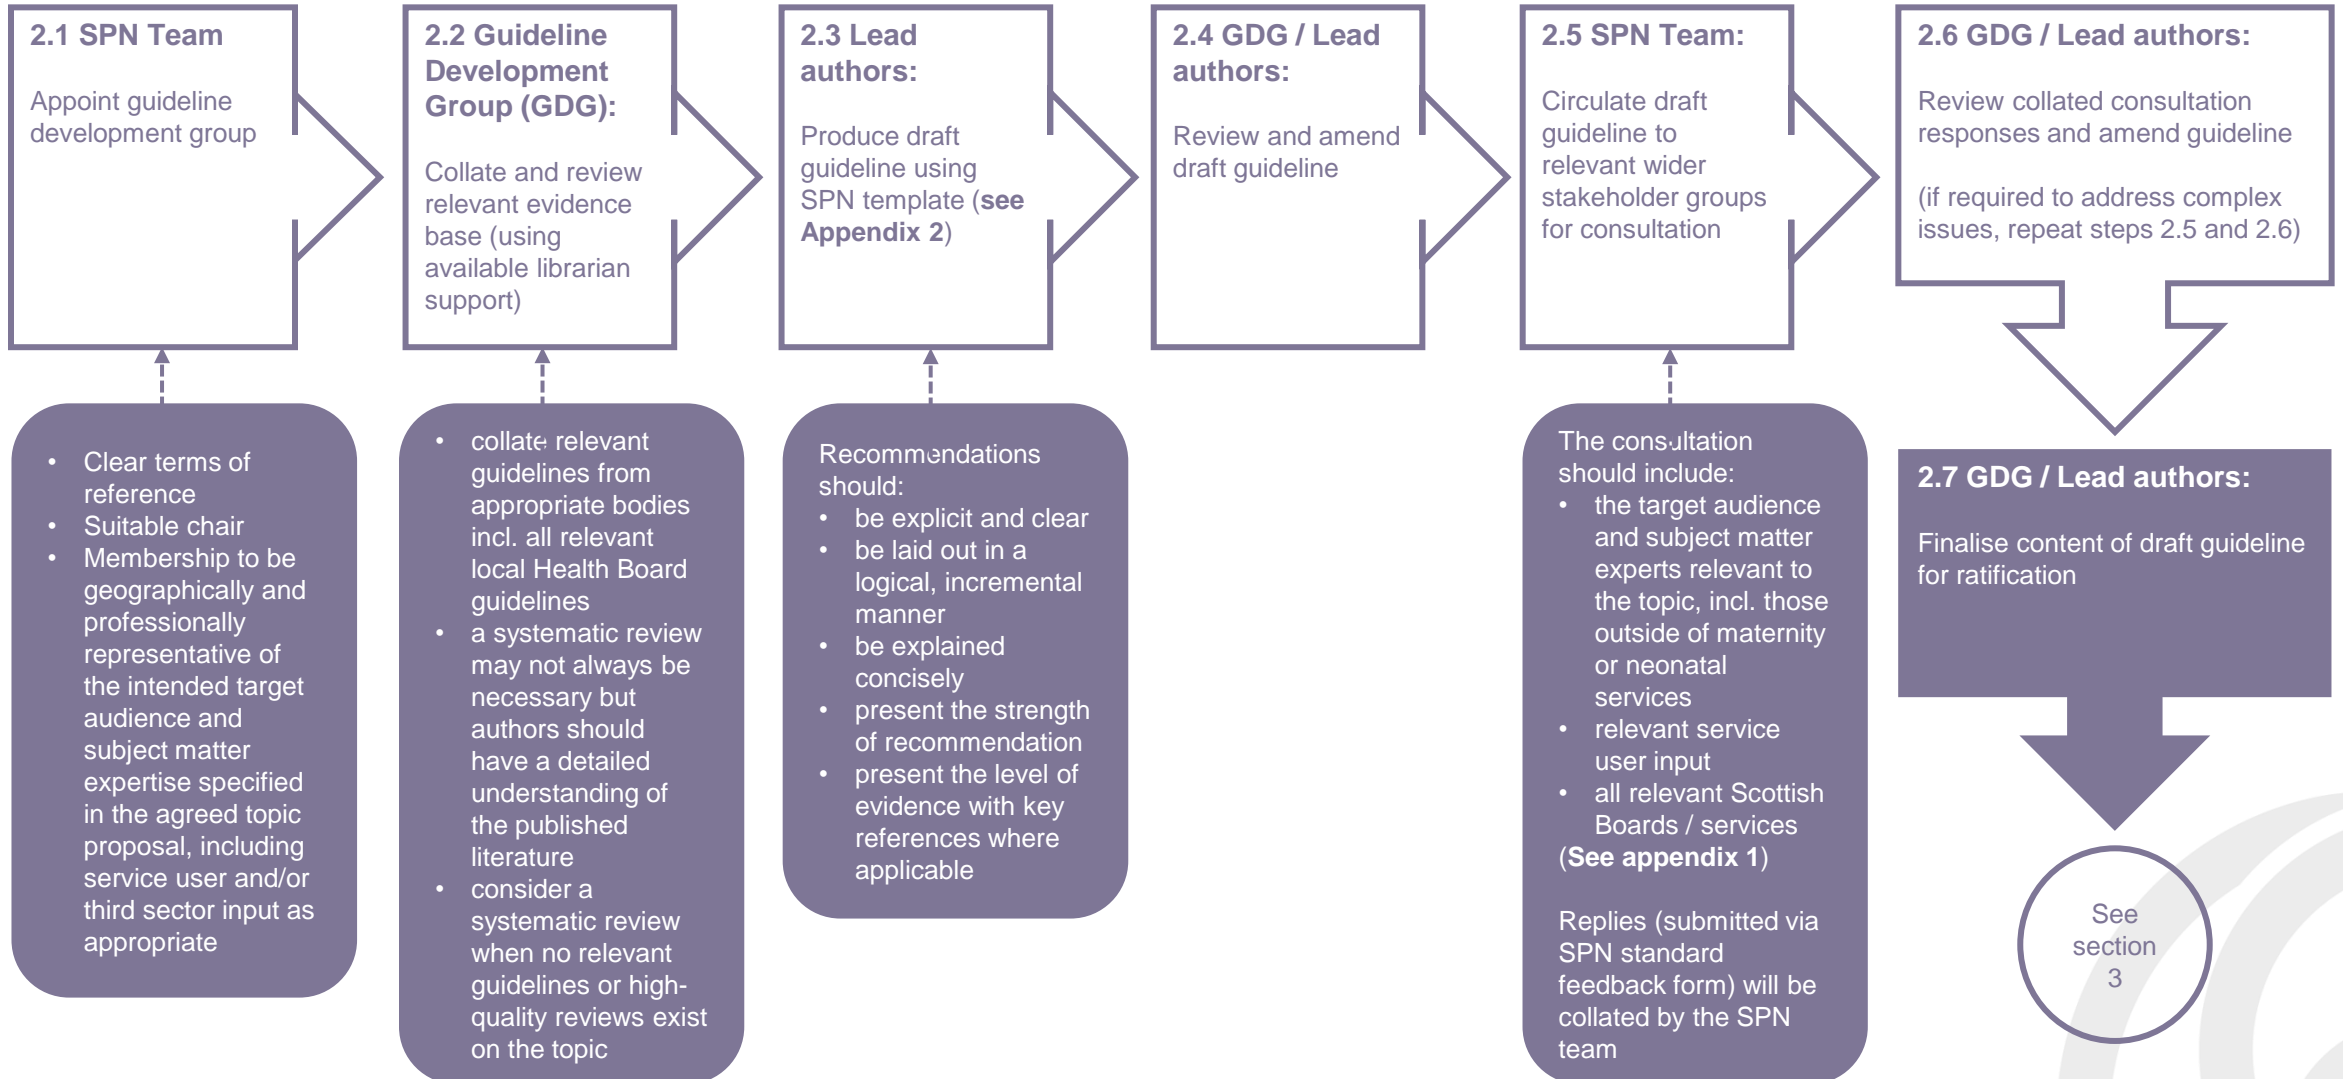 2.1 SPN Team
Appoint guideline
development group
2.2 Guideline
Development
Group (GDG):
Collate and review
relevant evidence
base (using
available librarian
support)
2.3 Lead
authors:
Produce draft
guideline using
SPN template (see
Appendix 2)
2.4 GDG / Lead
authors:
Review and amend
draft guideline
2.5 SPN Team:
Circulate draft
guideline to
relevant wider
stakeholder groups
for consultation
2.6 GDG / Lead authors:
Review collated consultation
responses and amend guideline
(if required to address complex
issues, repeat steps 2.5 and 2.6)
• Clear terms of
reference
• Suitable chair
• Membership to be
geographically and
professionally
representative of
the intended target
audience and
subject matter
expertise specified
in the agreed topic
proposal, including
service user and/or
third sector input as
appropriate
• collate relevant
guidelines from
appropriate bodies
incl. all relevant
local Health Board
guidelines
• a systematic review
may not always be
necessary but
authors should
have a detailed
understanding of
the published
literature
• consider a
systematic review
when no relevant
guidelines or high-
quality reviews exist
on the topic
Recommendations
should:
• be explicit and clear
• be laid out in a
logical, incremental
manner
• be explained
concisely
• present the strength
of recommendation
• present the level of
evidence with key
references where
applicable
The consultation
should include:
• the target audience
and subject matter
experts relevant to
the topic, incl. those
outside of maternity
or neonatal
services
• relevant service
user input
• all relevant Scottish
Boards / services
(See appendix 1)
Replies (submitted via
SPN standard
feedback form) will be
collated by the SPN
team
2.7 GDG / Lead authors:
Finalise content of draft guideline
for ratification
See
section
3